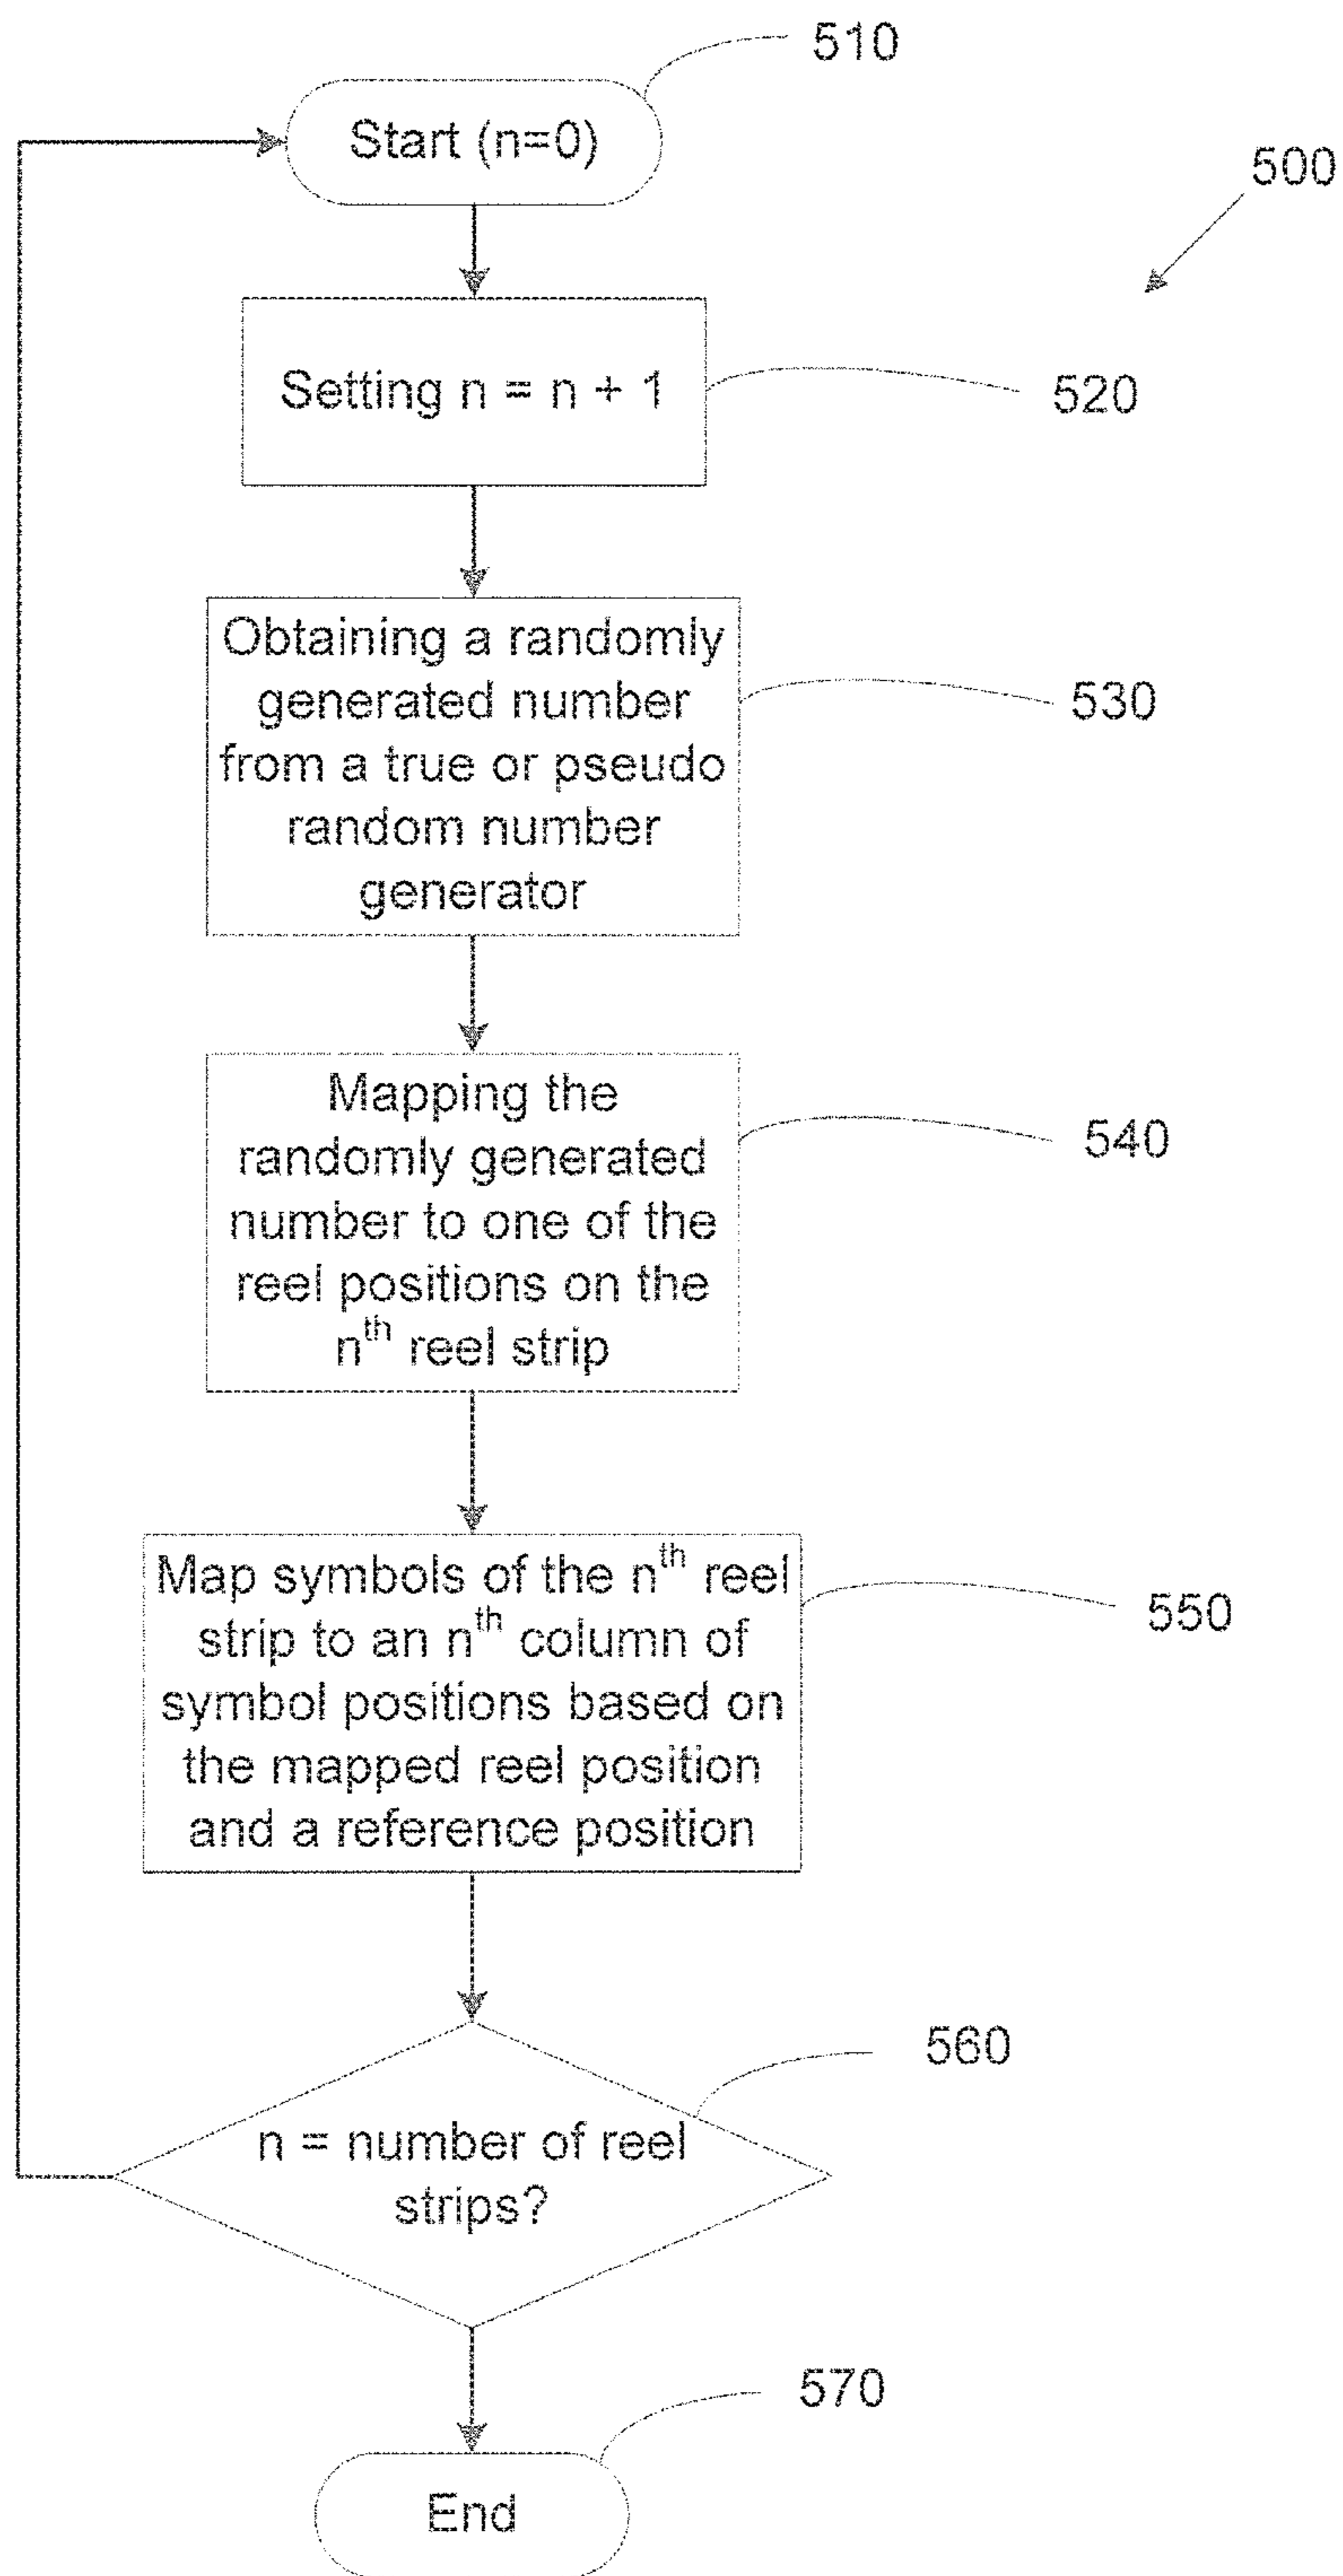 510
Start (n=0)
500
Setting n = n + 1
520
Obtaining a randomly
generated number
from a true or pseudo
random number
generator
530
Mapping the
randomly generated
number to one of the
reel positions on the
nth reel strip
540
Map symbols of the nth reel
strip to an nth column of
symbol positions based on
the mapped reel position
and a reference position
550
560
n = number of reel
strips?
570
End